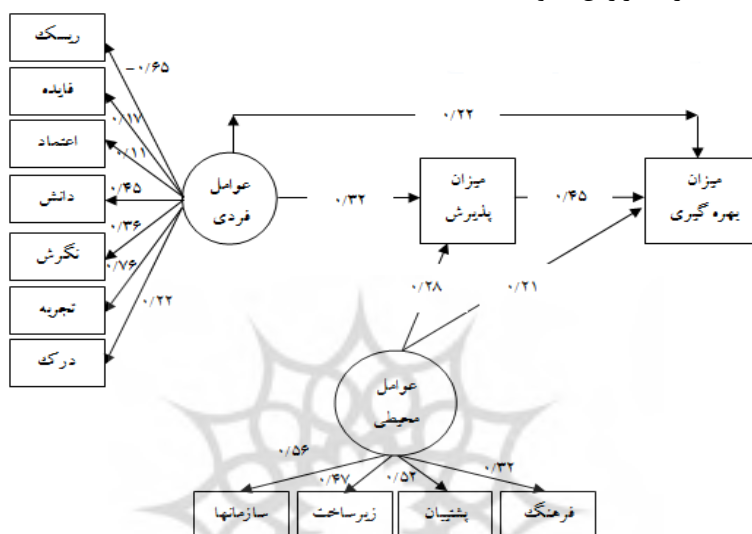 ریسک
-۰/۶۵
فایده
۰/۱۷
اعتماد
۰/۱۱
دانش
۰/۴۵
نگرش
۰/۳۶
تجربه
۰/۷۶
درک
۰/۲۲
عوامل
فردی
۰/۲۲
۰/۳۲
میزان
پذیرش
۰/۴۵
میزان
بهره گیری
۰/۲۸
۰/۲۱
عوامل
محیطی
۰/۵۶
۰/۴۷
۰/۵۲
۰/۳۲
فرهنگ
پشتیبان
زیرساخت
سازمانها